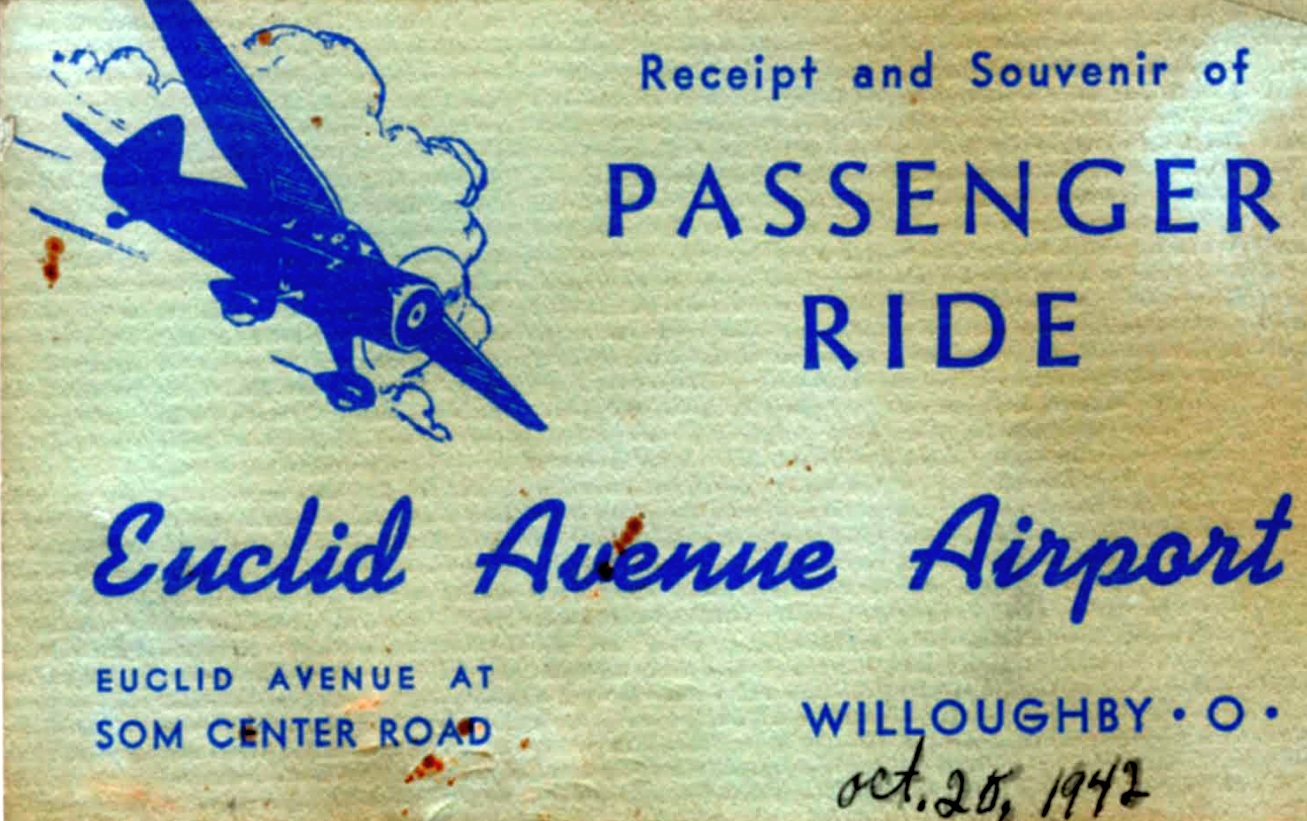 Receipt and Souvenir of
PASSENGER
RIDE
Euclid Avenue Airport
EUCLID AVENUE AT
SOM CENTER ROAD
WILLOUGHBY • O •
oct. 25, 1942